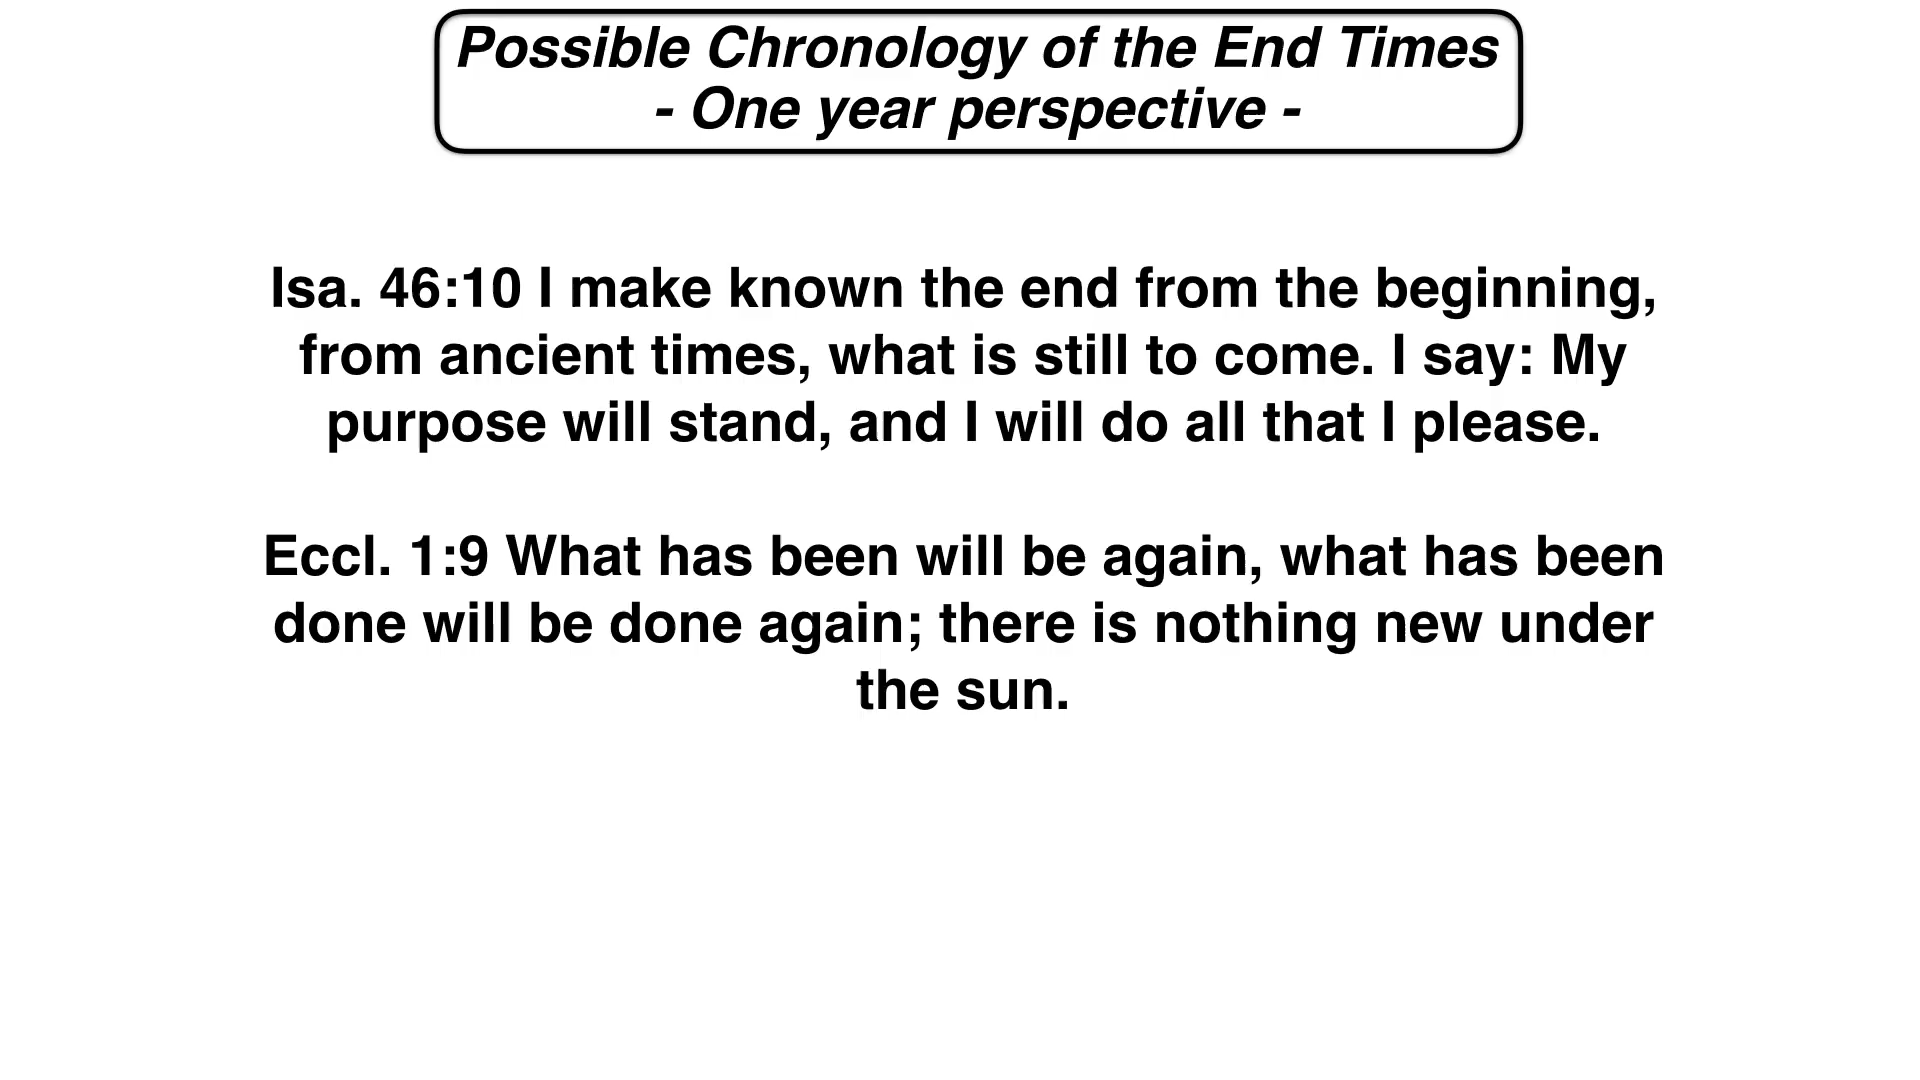 Possible Chronology of the End Times
- One year perspective -
Isa. 46:10 I make known the end from the beginning,
from ancient times, what is still to come. I say: My
purpose will stand, and I will do all that I please.
Eccl. 1:9 What has been will be again, what has been
done will be done again; there is nothing new under
the sun.